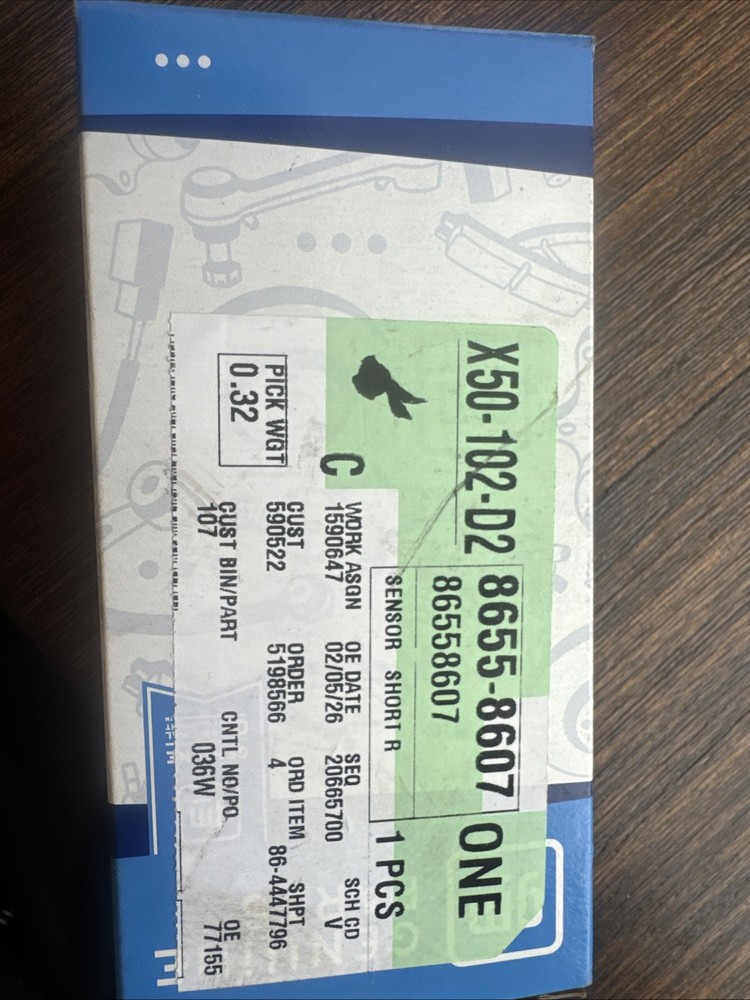 X50-102-D2 8655-8607 ONE
86558607
SENSOR SHORT R 1 PCS
C
WORK ASGN OE DATE SEQ SCH CD
1590647 02/05/26 20665700 V
PICK WGT
0.32
CUST ORDER ORD ITEM SHPT
590522 5198566 4 86-4447796
CUST BIN/PART CNTL NO/PO. OE
107 036W 77155